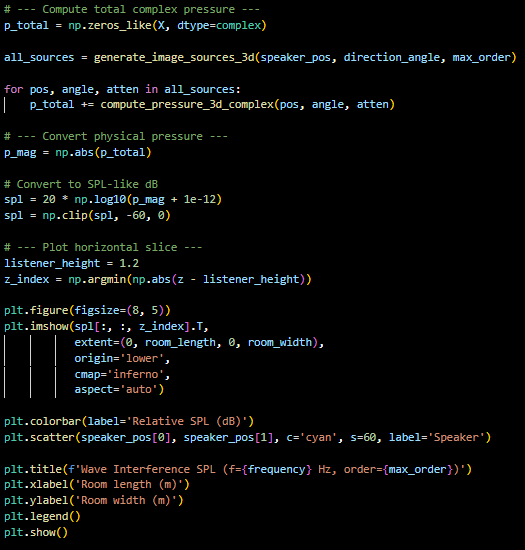 # --- Compute total complex pressure ---
p_total = np.zeros_like(X, dtype=complex)
all_sources = generate_image_sources_3d(speaker_pos, direction_angle, max_order)
for pos, angle, atten in all_sources:
    p_total += compute_pressure_3d_complex(pos, angle, atten)
# --- Convert physical pressure ---
p_mag = np.abs(p_total)
# Convert to SPL-like dB
spl = 20 * np.log10(p_mag + 1e-12)
spl = np.clip(spl, -60, 0)
# --- Plot horizontal slice ---
listener_height = 1.2
z_index = np.argmin(np.abs(z - listener_height))
plt.figure(figsize=(8, 5))
plt.imshow(spl[:, :, z_index].T,
           extent=(0, room_length, 0, room_width),
           origin='lower',
           cmap='inferno',
           aspect='auto')
plt.colorbar(label='Relative SPL (dB)')
plt.scatter(speaker_pos[0], speaker_pos[1], c='cyan', s=60, label='Speaker')
plt.title(f'Wave Interference SPL (f={frequency} Hz, order={max_order})')
plt.xlabel('Room length (m)')
plt.ylabel('Room width (m)')
plt.legend()
plt.show()